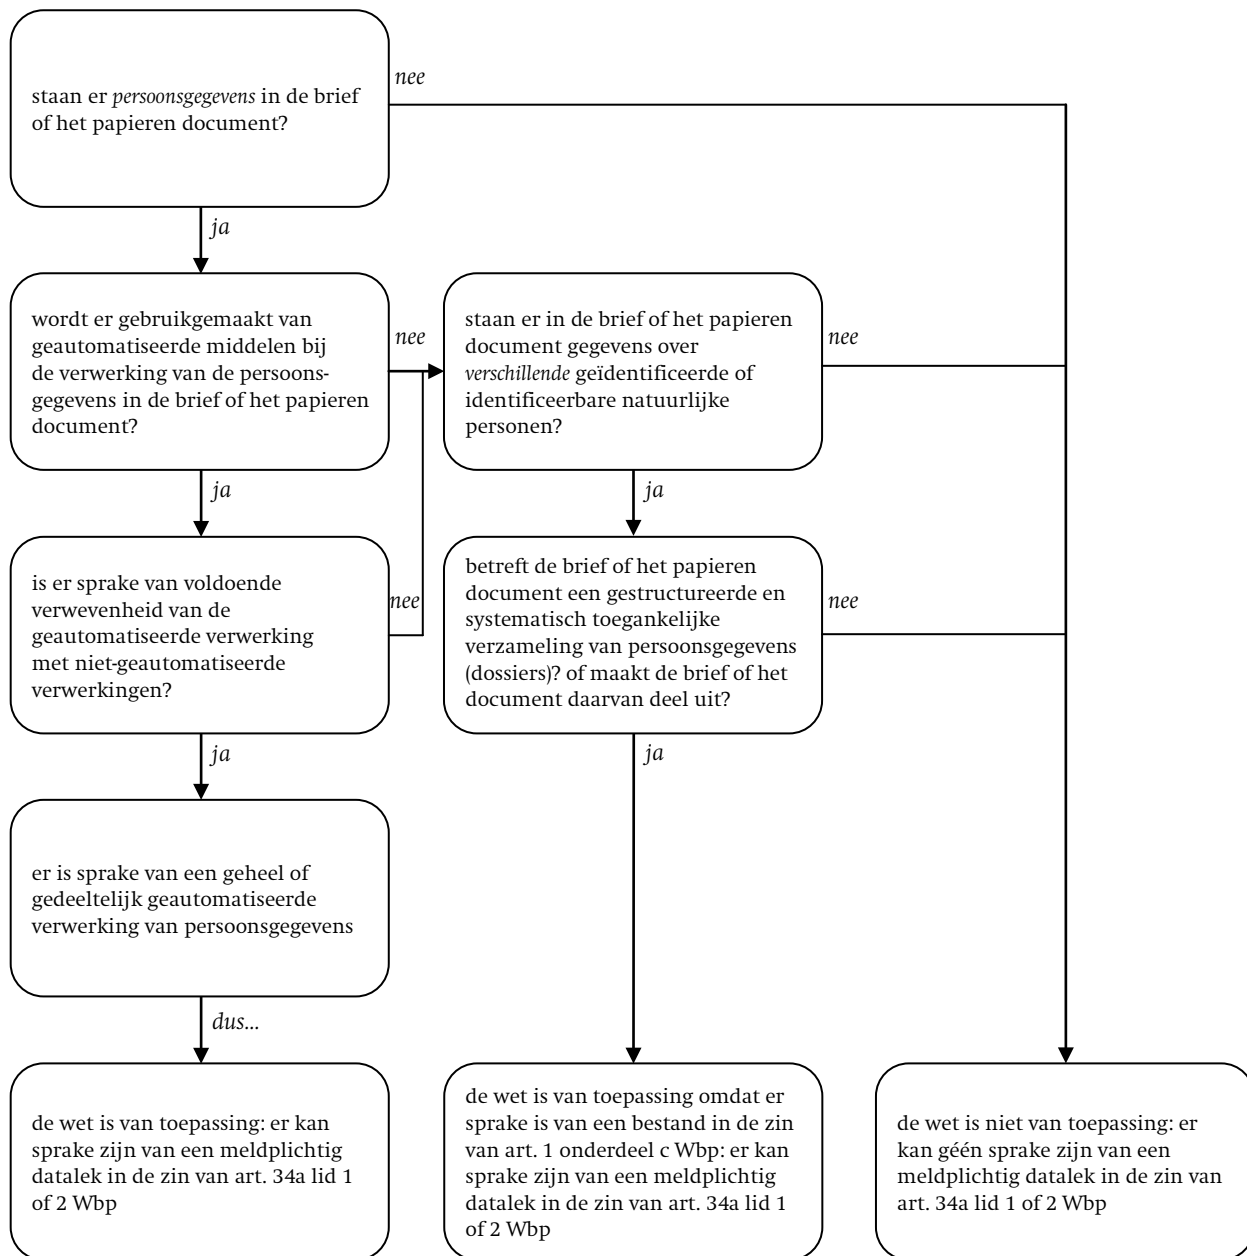 staan er persoonsgegevens in de brief
of het papieren document?
nee
ja
wordt er gebruikgemaakt van
geautomatiseerde middelen bij
de verwerking van de persoons-
gegevens in de brief of het papieren
document?
nee
staan er in de brief of het papieren
document gegevens over
verschillende geïdentificeerde of
identificeerbare natuurlijke
personen?
nee
ja
ja
is er sprake van voldoende
verwevenheid van de
geautomatiseerde verwerking
met niet-geautomatiseerde
verwerkingen?
nee
betreft de brief of het papieren
document een gestructureerde en
systematisch toegankelijke
verzameling van persoonsgegevens
(dossiers)? of maakt de brief of het
document daarvan deel uit?
nee
ja
ja
er is sprake van een geheel of
gedeeltelijk geautomatiseerde
verwerking van persoonsgegevens
dus...
de wet is van toepassing: er kan
sprake zijn van een meldplichtig
datalek in de zin van art. 34a lid 1
of 2 Wbp
de wet is van toepassing omdat er
sprake is van een bestand in de zin
van art. 1 onderdeel c Wbp: er kan
sprake zijn van een meldplichtig
datalek in de zin van art. 34a lid 1
of 2 Wbp
de wet is niet van toepassing: er
kan géén sprake zijn van een
meldplichtig datalek in de zin van
art. 34a lid 1 of 2 Wbp